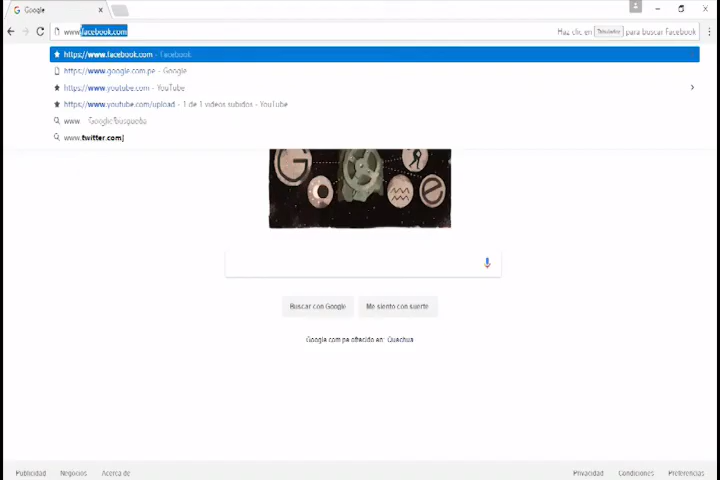 Google
www.facebook.com
Haz clic en Tabulador para buscar Facebook
https://www.facebook.com - Facebook
https://www.google.com.pe - Google
https://www.youtube.com - YouTube
https://www.youtube.com/upload - 1 de 1 videos subidos - YouTube
www. Google búsqueda
www.twitter.com/
G e
Buscar con Google
Me siento con suerte
Google.com.pe ofrecido en: Quechua
Publicidad Negocios Acerca de
Privacidad Condiciones Preferencias